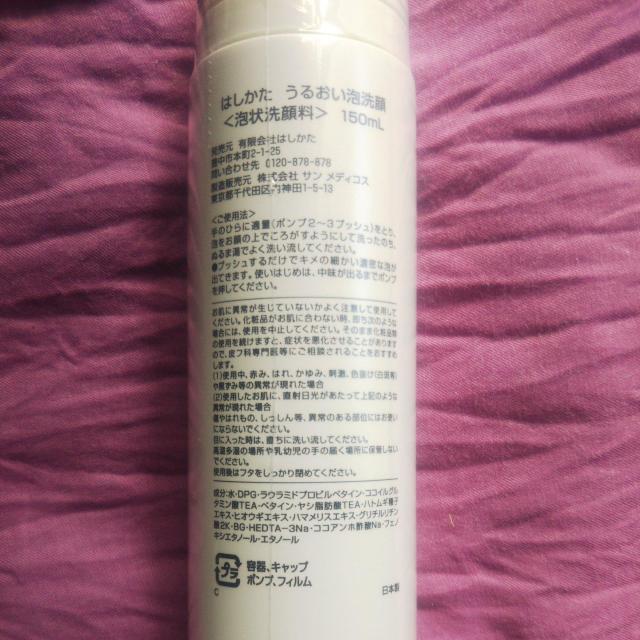 はしかた うるおい泡洗顔
<泡状洗顔料> 150mL
発売元 有限会社はしかた
豊中市本町2-1-25
問い合わせ先 0120-878-878
製造販売元 株式会社 サン メディコス
東京都千代田区内神田1-5-13
<ご使用法>
手のひらに適量(ポンプ2~3プッシュ)をとり、
泡をお顔の上でころがすようにして洗ったのち、
ぬるま湯でよく洗い流してください。
●プッシュするだけでキメの細かい濃密な泡が
出てきます。使いはじめは、中味が出るまでポンプ
を押してください。
お肌に異常が生じていないかよく注意して使用して
ください。化粧品がお肌に合わない時、即ち次のような
場合は、使用を中止してください。そのまま化粧品類
の使用を続けますと、症状を悪化させることがあります
ので、皮フ科専門医等にご相談されることをおすすめ
します。
(1)使用中、赤み、はれ、かゆみ、刺激、色抜け(白斑等)
や黒ずみ等の異常が現れた場合
(2)使用したお肌に、直射日光があたって上記のような
異常が現れた場合
傷やはれもの、しっしん等、異常のある部位にはお使い
にならないでください。
目に入った時は、直ちに洗い流してください。
高温多湿の場所や乳幼児の手の届く場所に保管しない
でください。
使用後はフタをしっかり閉めてください。
成分:水・DPG・ラウラミドプロピルベタイン・ココイルグル
タミン酸TEA・ベタイン・ヤシ脂肪酸TEA・ハトムギ種子
エキス・ヒオウギエキス・ハマメリスエキス・グリチルリチン
酸2K・BG・HEDTA-3Na・ココアンホ酢酸Na・フェノ
キシエタノール・エタノール
プラ
容器、キャップ
ポンプ、フィルム
C
日本製